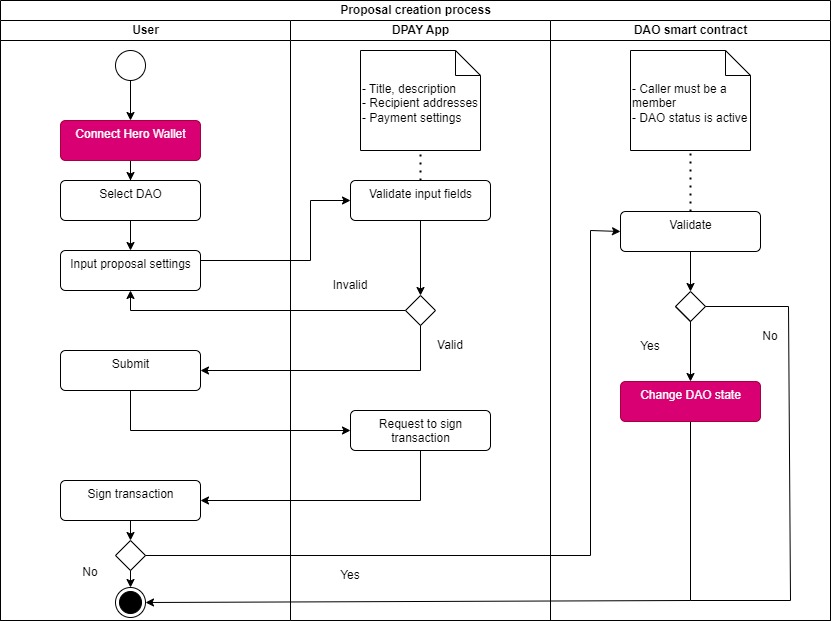 Proposal creation process
User
DPAY App
DAO smart contract
- Title, description
- Recipient addresses
- Payment settings
- Caller must be a
member
- DAO status is active
Connect Hero Wallet
Select DAO
Validate input fields
Validate
Input proposal settings
Invalid
Valid
Yes
No
Submit
Change DAO state
Request to sign
transaction
Sign transaction
No
Yes